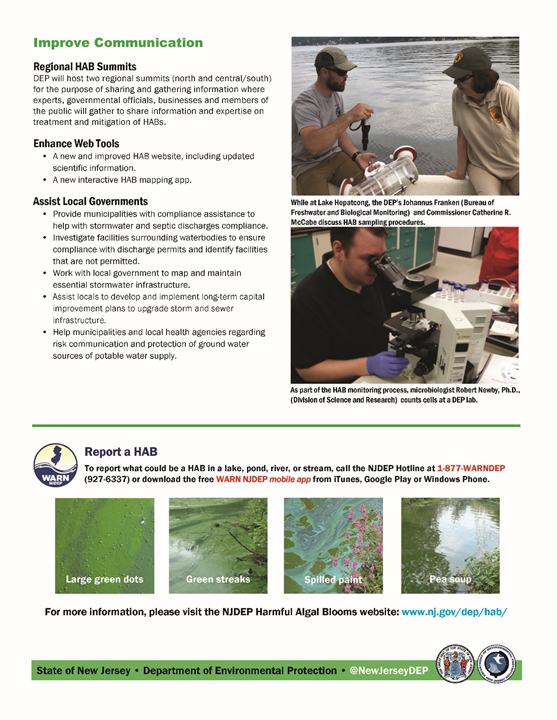 Improve Communication
Regional HAB Summits
DEP will host two regional summits (north and central/south)
for the purpose of sharing and gathering information where
experts, governmental officials, businesses and members of
the public will gather to share information and expertise on
treatment and mitigation of HABs.
Enhance Web Tools
• A new and improved HAB website, including updated
scientific information.
• A new interactive HAB mapping app.
Assist Local Governments
• Provide municipalities with compliance assistance to
help with stormwater and septic discharges compliance.
• Investigate facilities surrounding waterbodies to ensure
compliance with discharge permits and identify facilities
that are not permitted.
• Work with local government to map and maintain
essential stormwater infrastructure.
• Assist locals to develop and implement long-term capital
improvement plans to upgrade storm and sewer
infrastructure.
• Help municipalities and local health agencies regarding
risk communication and protection of ground water
sources of potable water supply.
While at Lake Hopatcong, the DEP's Johannus Franken (Bureau of
Freshwater and Biological Monitoring) and Commissioner Catherine R.
McCabe discuss HAB sampling procedures.
As part of the HAB monitoring process, microbiologist Robert Newby, Ph.D.,
(Division of Science and Research) counts cells at a DEP lab.
WARN
NJDEP
Report a HAB
To report what could be a HAB in a lake, pond, river, or stream, call the NJDEP Hotline at 1-877-WARNDEP
(927-6337) or download the free WARN NJDEP mobile app from iTunes, Google Play or Windows Phone.
Large green dots
Green streaks
Spilled paint
Pea soup
For more information, please visit the NJDEP Harmful Algal Blooms website: www.nj.gov/dep/hab/
State of New Jersey • Department of Environmental Protection • @NewJerseyDEP